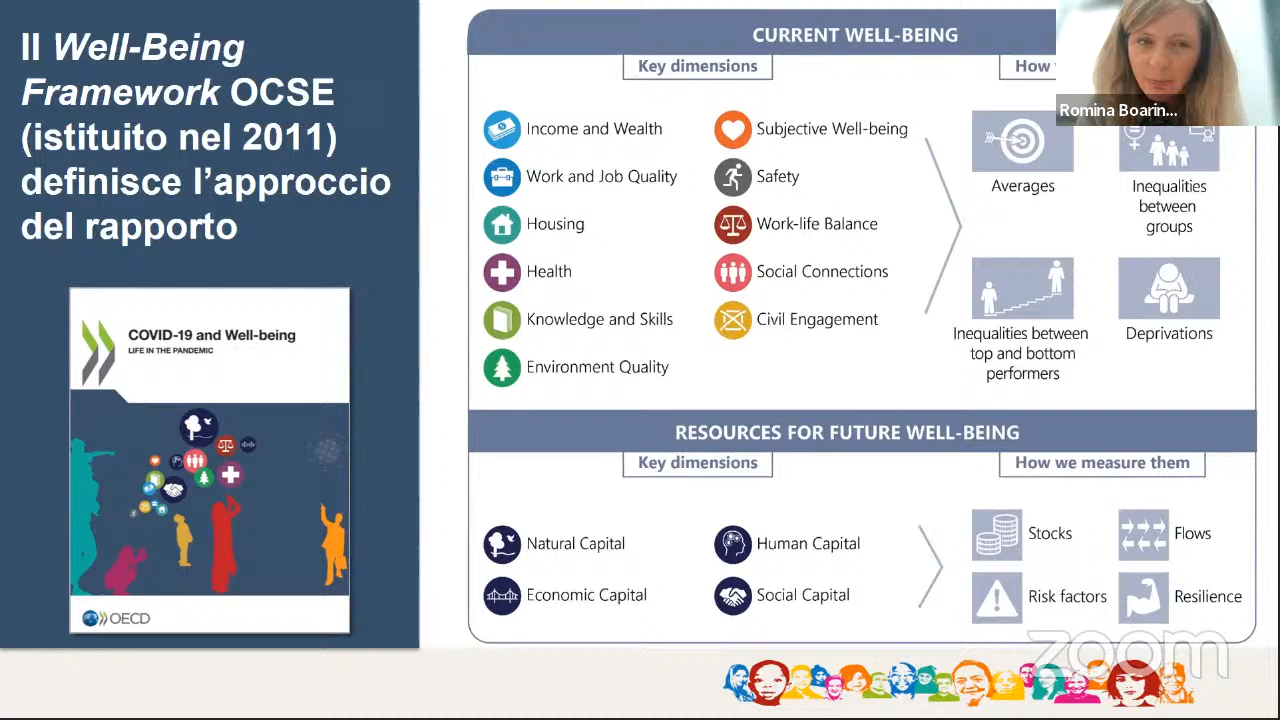 Il Well-Being
Framework OCSE
(istituito nel 2011)
definisce l'approccio
del rapporto
COVID-19 and Well-being
LIFE IN THE PANDEMIC
OECD
CURRENT WELL-BEING
Key dimensions
How
Romina Boarin...
Income and Wealth
Work and Job Quality
Housing
Health
Knowledge and Skills
Environment Quality
Subjective Well-being
Safety
Work-life Balance
Social Connections
Civil Engagement
Averages
Inequalities
between
groups
Inequalities between
top and bottom
performers
Deprivations
RESOURCES FOR FUTURE WELL-BEING
Key dimensions
How we measure them
Natural Capital
Economic Capital
Human Capital
Social Capital
Stocks
Flows
Risk factors
Resilience
zoom